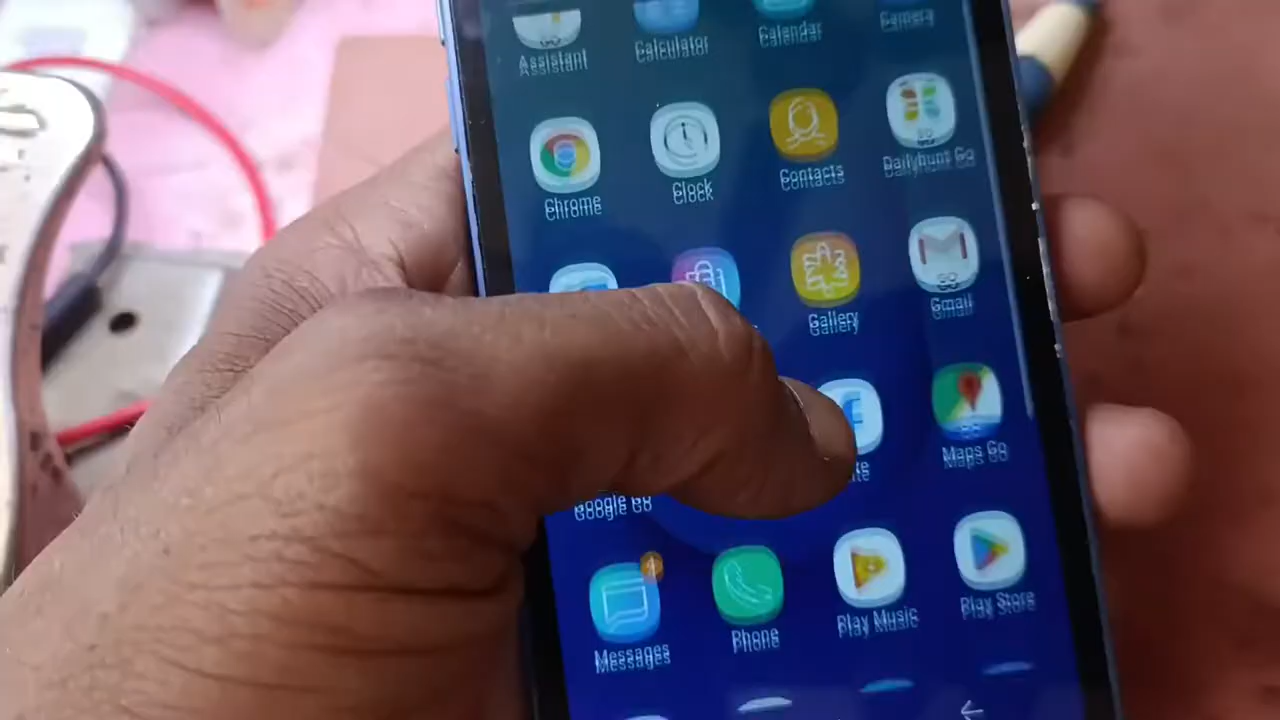 Assistant
Calculator
Calendar
Camera
Chrome
Clock
Contacts
Dailyhunt Go
Gallery
Gmail
GO
Google Go
Maps Go
Messages
Phone
Play Music
Play Store